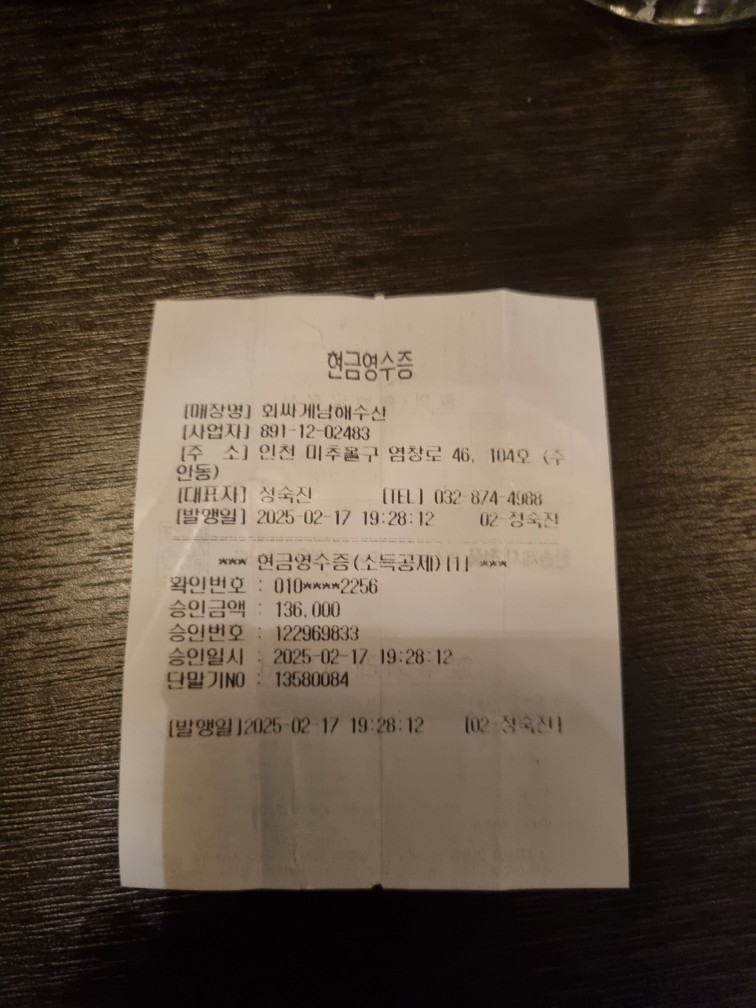 현금영수증
[매장명] 회싸게남해수산
[사업자] 891-12-02483
[주 소] 인천 미추홀구 염창로 46, 104호 (주
안동)
[대표자] 정숙진 [TEL] 032-874-4988
[발행일] 2025-02-17 19:28:12 02-정숙진
*** 현금영수증(소득공제)[1] ***
확인번호 : 010****2256
승인금액 : 136,000
승인번호 : 122969833
승인일시 : 2025-02-17 19:28:12
단말기NO : 13580084
[발행일]2025-02-17 19:28:12 [02-정숙진]